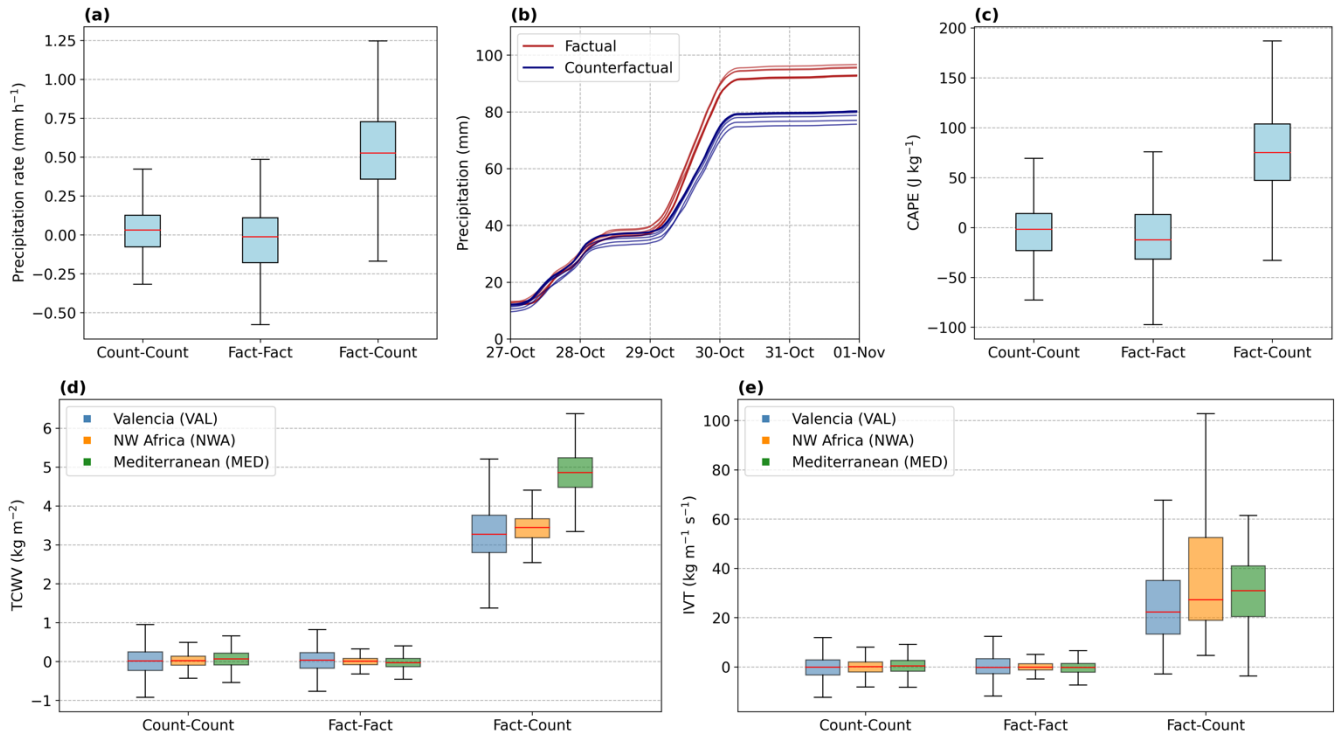 (a)
Precipitation rate (mm h⁻¹)
1.25
1.00
0.75
0.50
0.25
0.00
−0.25
−0.50
Count-Count Fact-Fact Fact-Count
(b)
Precipitation (mm)
100
80
60
40
20
0
Factual
Counterfactual
27-Oct 28-Oct 29-Oct 30-Oct 31-Oct 01-Nov
(c)
CAPE (J kg⁻¹)
200
150
100
50
0
−50
−100
Count-Count Fact-Fact Fact-Count
(d)
TCWV (kg m⁻²)
6
5
4
3
2
1
0
−1
Valencia (VAL)
NW Africa (NWA)
Mediterranean (MED)
Count-Count Fact-Fact Fact-Count
(e)
IVT (kg m⁻¹ s⁻¹)
100
80
60
40
20
0
Valencia (VAL)
NW Africa (NWA)
Mediterranean (MED)
Count-Count Fact-Fact Fact-Count